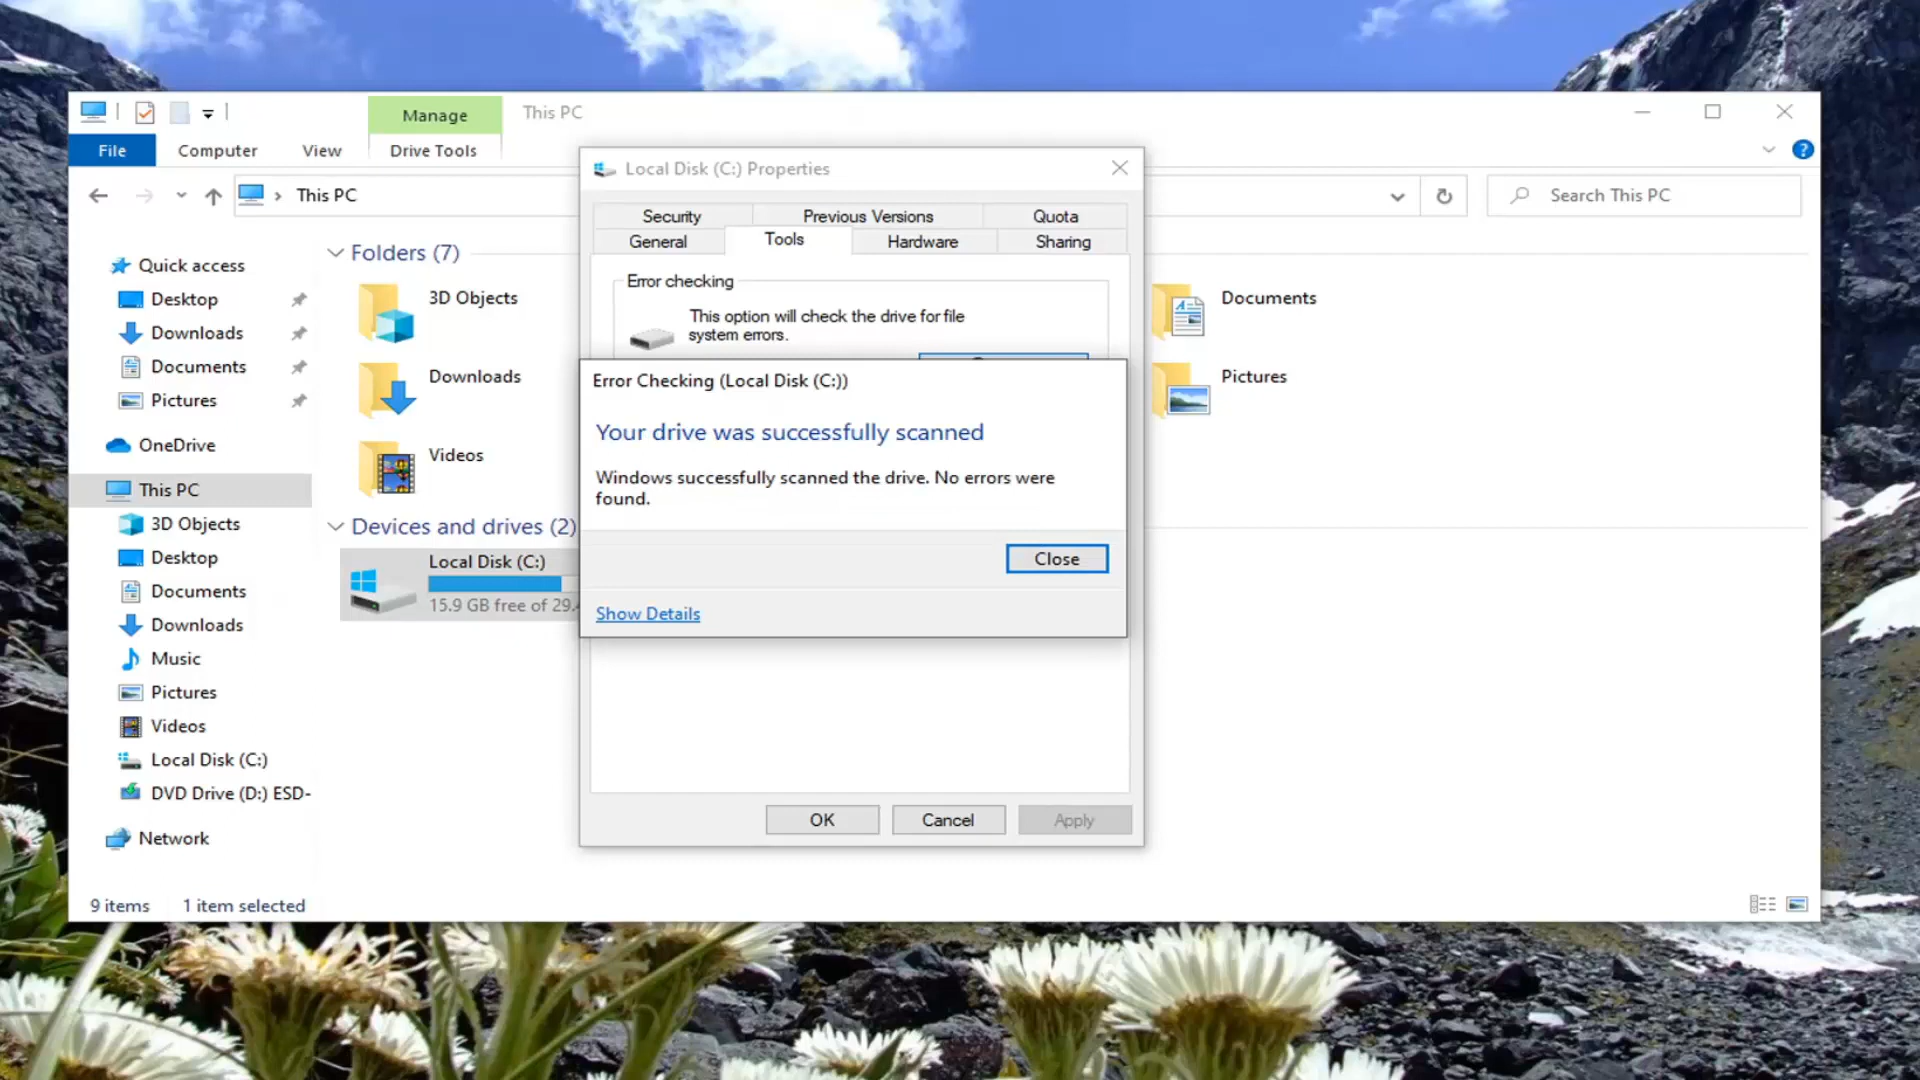 Manage
This PC
File
Computer
View
Drive Tools
This PC
Search This PC
Quick access
Desktop
Downloads
Documents
Pictures
OneDrive
This PC
3D Objects
Desktop
Documents
Downloads
Music
Pictures
Videos
Local Disk (C:)
DVD Drive (D:) ESD-
Network
Folders (7)
3D Objects
Downloads
Videos
Documents
Pictures
Devices and drives (2)
Local Disk (C:)
15.9 GB free of 29.
Local Disk (C:) Properties
Security
Previous Versions
Quota
General
Tools
Hardware
Sharing
Error checking
This option will check the drive for file
system errors.
Error Checking (Local Disk (C:))
Your drive was successfully scanned
Windows successfully scanned the drive. No errors were
found.
Close
Show Details
OK
Cancel
Apply
9 items
1 item selected